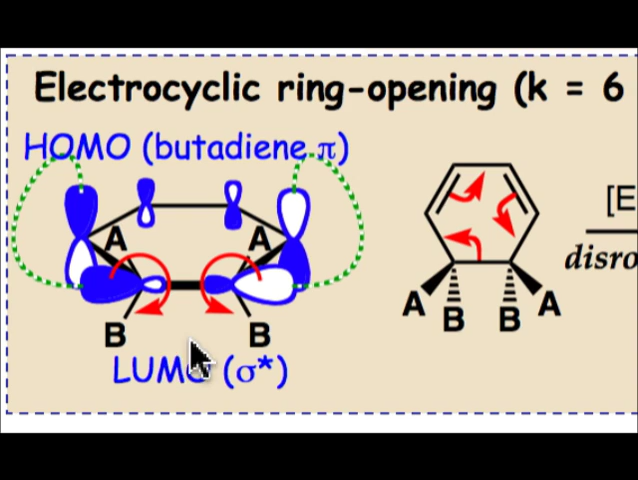 Electrocyclic ring-opening (k = 6
HOMO (butadiene π)
A A
B B
LUMO (σ*)
A B B A
[E
disro